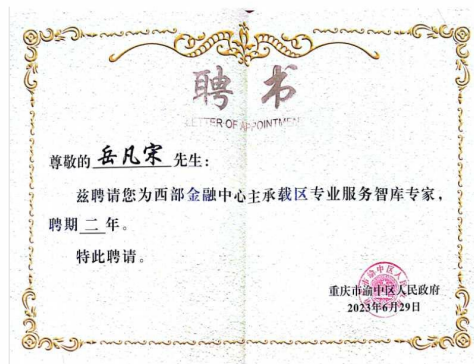 聘书
LETTER OF APPOINTMENT
尊敬的 岳凡宋 先生：
兹聘请您为西部金融中心主承载区专业服务智库专家，
聘期 二 年。
特此聘请。
重庆市渝中区人民政府
2023年6月29日